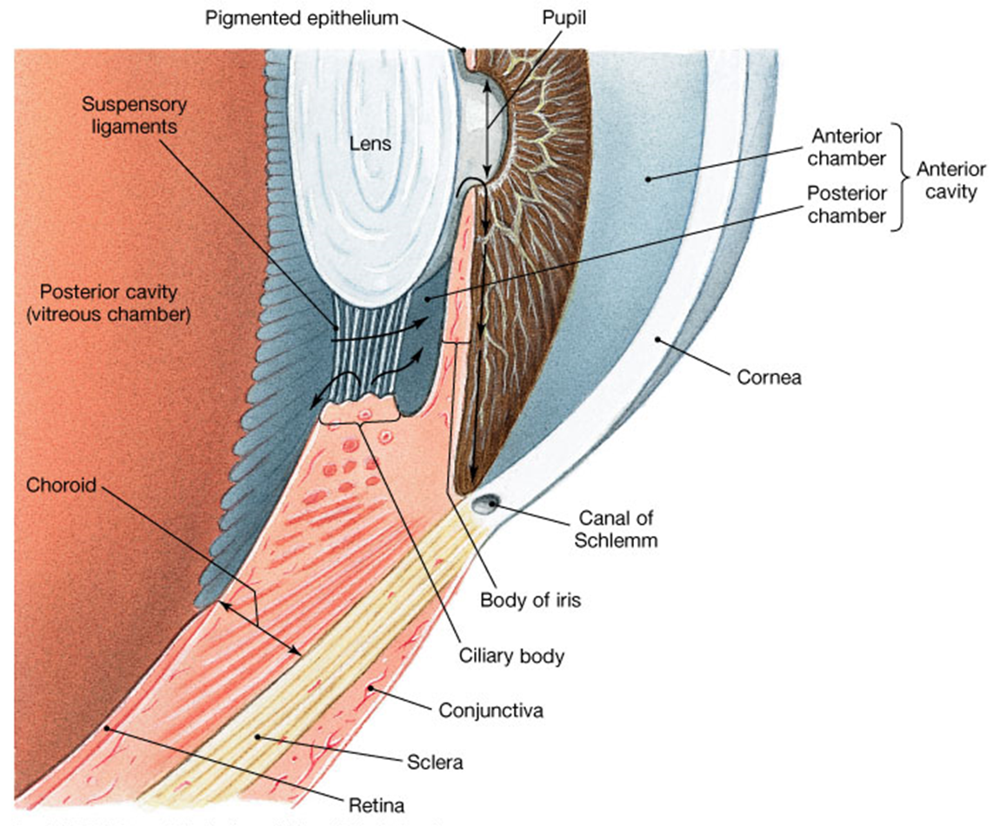 Pigmented epithelium
Pupil
Suspensory
ligaments
Lens
Anterior
chamber
Posterior
chamber
Anterior
cavity
Posterior cavity
(vitreous chamber)
Cornea
Choroid
Canal of
Schlemm
Body of iris
Ciliary body
Conjunctiva
Sclera
Retina